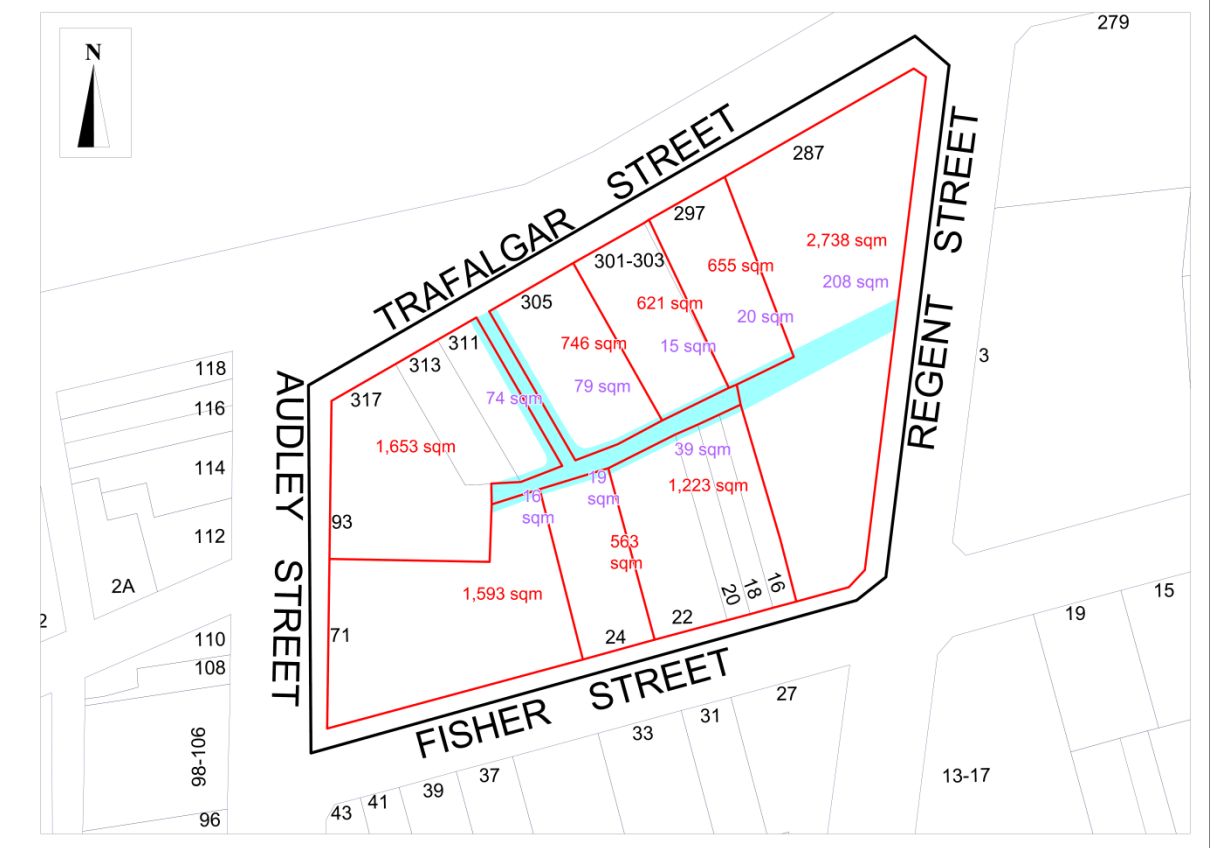 279
N
TRAFALGAR STREET
REGENT STREET
AUDLEY STREET
FISHER STREET
287
297
301-303
305
311
313
317
2,738 sqm
208 sqm
655 sqm
20 sqm
621 sqm
15 sqm
746 sqm
79 sqm
74 sqm
1,653 sqm
39 sqm
1,223 sqm
19
sqm
16
sqm
563
sqm
1,593 sqm
93
71
24
22
20
18
16
3
118
116
114
112
2A
2
110
108
98-106
96
43
41
39
37
33
31
27
19
15
13-17